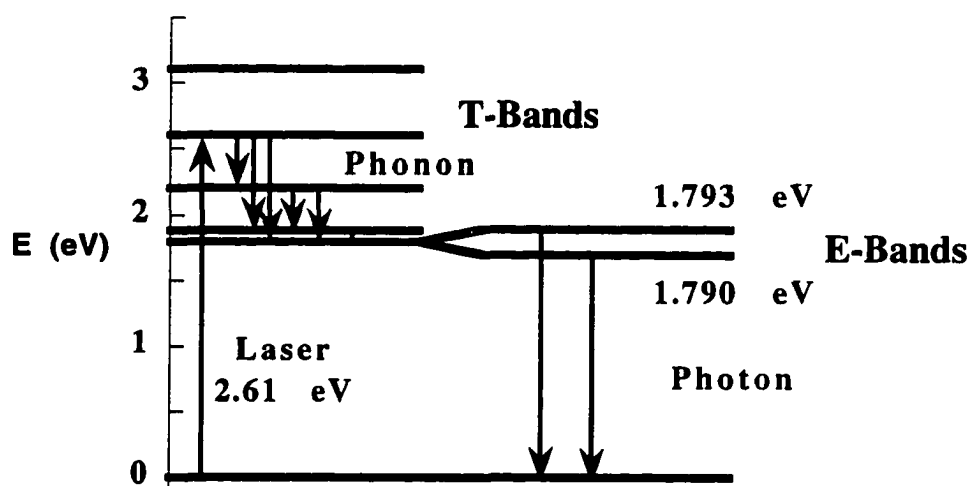 3
T-Bands
Phonon
2
1.793 eV
E (eV)
E-Bands
1.790 eV
1
Laser
2.61 eV
Photon
0